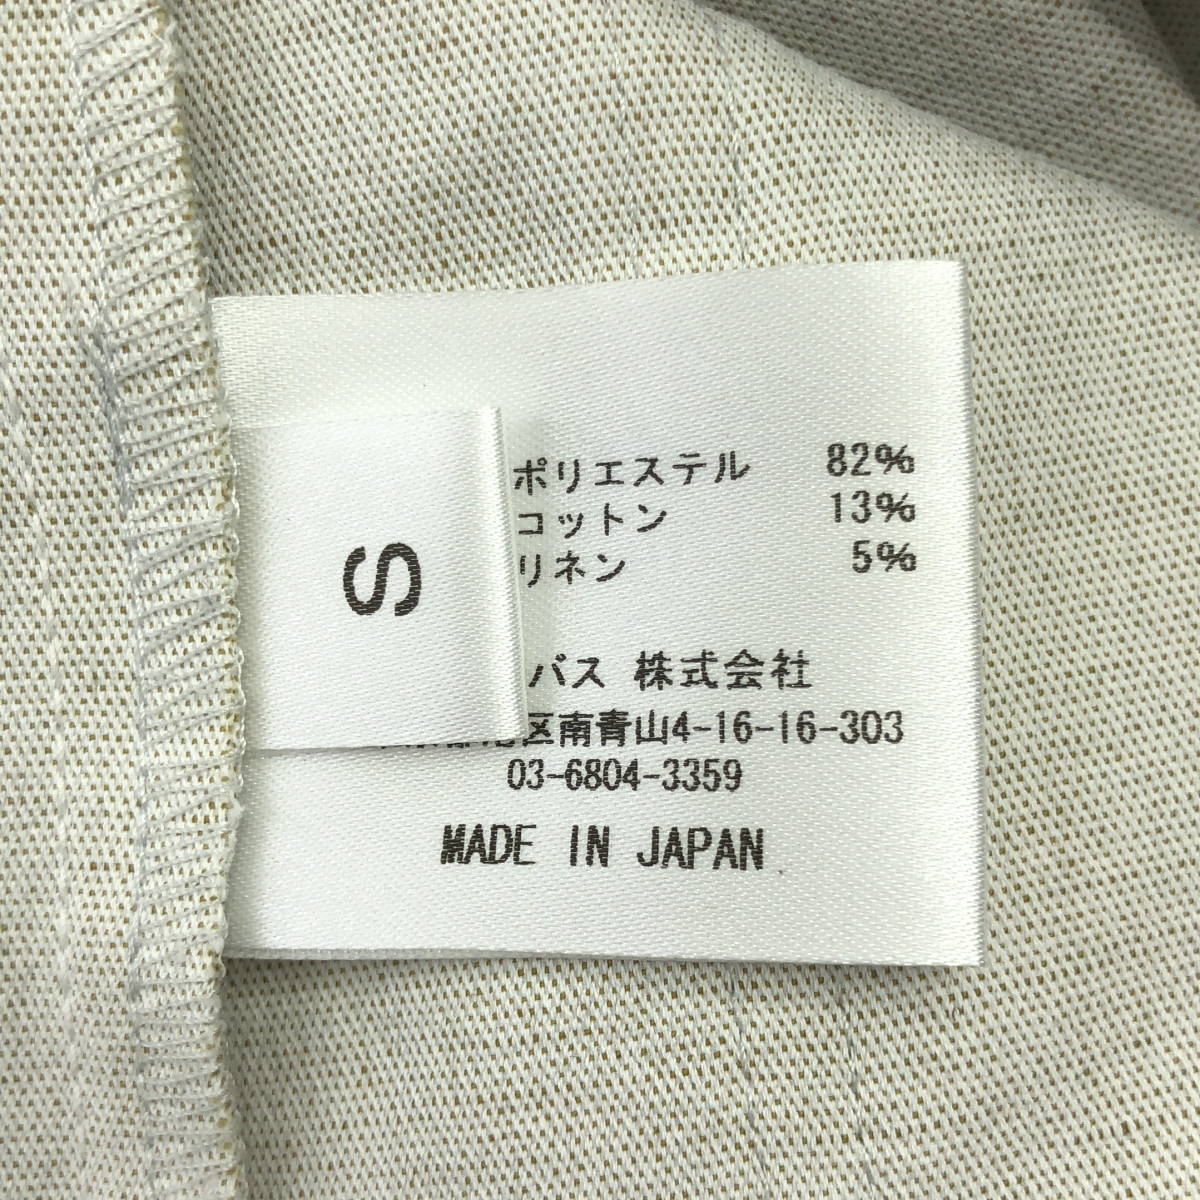 S
ポリエステル 82%
コットン 13%
リネン 5%
バス 株式会社
区南青山4-16-16-303
03-6804-3359
MADE IN JAPAN